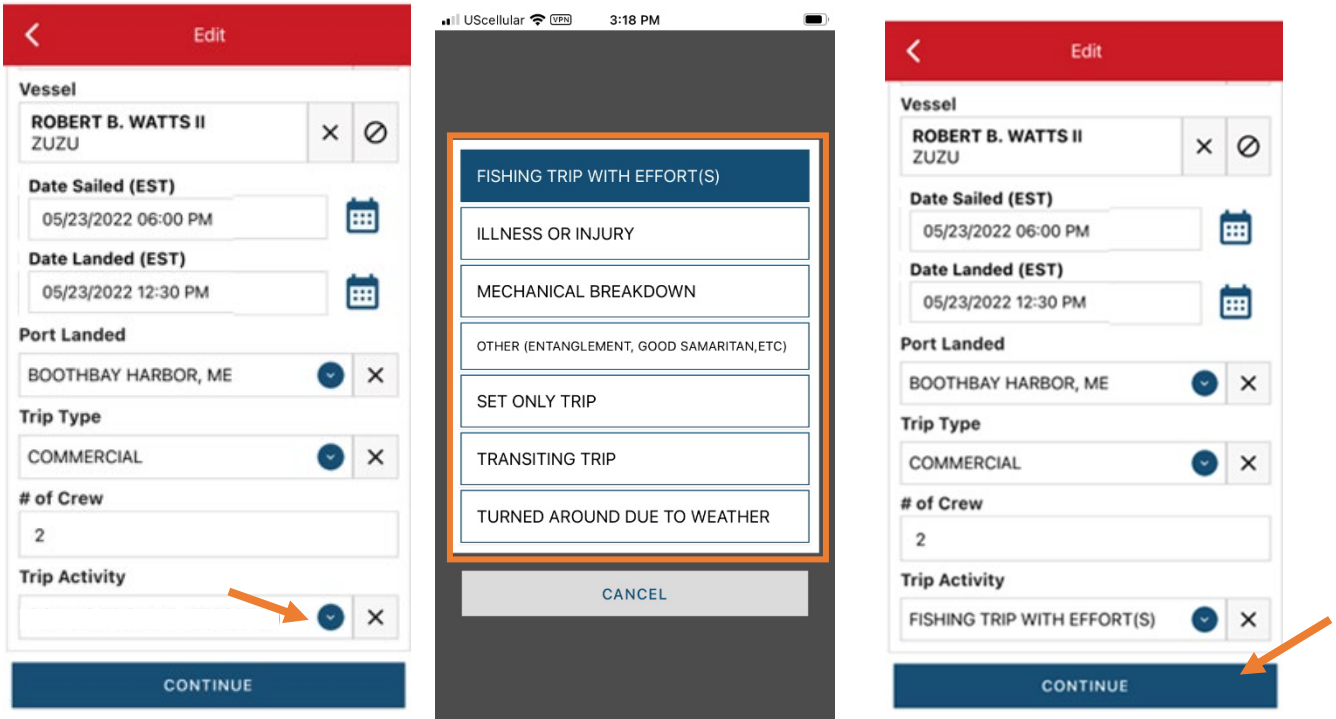 Edit
Vessel
ROBERT B. WATTS II
ZUZU
Date Sailed (EST)
05/23/2022 06:00 PM
Date Landed (EST)
05/23/2022 12:30 PM
Port Landed
BOOTHBAY HARBOR, ME
Trip Type
COMMERCIAL
# of Crew
2
Trip Activity
CONTINUE
UScellular VPN 3:18 PM
FISHING TRIP WITH EFFORT(S)
ILLNESS OR INJURY
MECHANICAL BREAKDOWN
OTHER (ENTANGLEMENT, GOOD SAMARITAN,ETC)
SET ONLY TRIP
TRANSITING TRIP
TURNED AROUND DUE TO WEATHER
CANCEL
Edit
Vessel
ROBERT B. WATTS II
ZUZU
Date Sailed (EST)
05/23/2022 06:00 PM
Date Landed (EST)
05/23/2022 12:30 PM
Port Landed
BOOTHBAY HARBOR, ME
Trip Type
COMMERCIAL
# of Crew
2
Trip Activity
FISHING TRIP WITH EFFORT(S)
CONTINUE